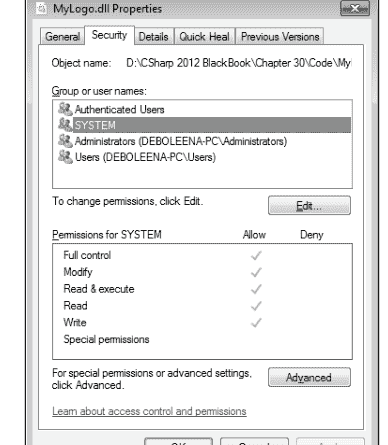 MyLogo.dll Properties
General Security Details Quick Heal Previous Versions
Object name: D:\CSharp 2012 BlackBook\Chapter 30\Code\My
Group or user names:
Authenticated Users
SYSTEM
Administrators (DEBOLEENA-PC\Administrators)
Users (DEBOLEENA-PC\Users)
To change permissions, click Edit. Edit...
Permissions for SYSTEM Allow Deny
Full control
Modify
Read & execute
Read
Write
Special permissions
For special permissions or advanced settings, click Advanced. Advanced
Learn about access control and permissions